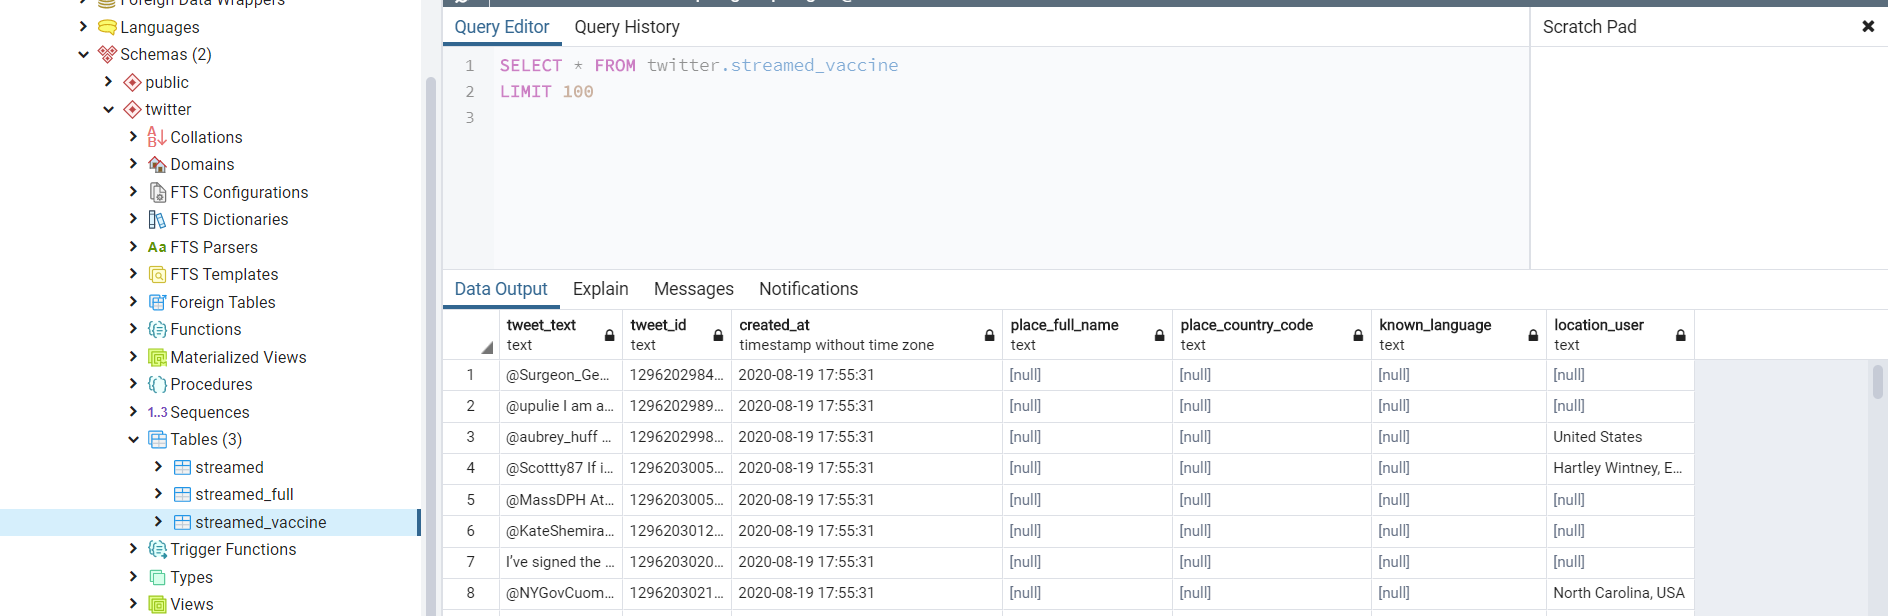 Foreign Data Wrappers
Languages
Schemas (2)
public
twitter
Collations
Domains
FTS Configurations
FTS Dictionaries
Aa FTS Parsers
FTS Templates
Foreign Tables
Functions
Materialized Views
Procedures
1..3 Sequences
Tables (3)
streamed
streamed_full
streamed_vaccine
Trigger Functions
Types
Views
Query Editor Query History
1 SELECT * FROM twitter.streamed_vaccine
2 LIMIT 100
3
Scratch Pad
Data Output Explain Messages Notifications
tweet_text tweet_id created_at place_full_name place_country_code known_language location_user
text text timestamp without time zone text text text text
1 @Surgeon_Ge... 1296202984... 2020-08-19 17:55:31 [null] [null] [null] [null]
2 @upulie I am a... 1296202989... 2020-08-19 17:55:31 [null] [null] [null] [null]
3 @aubrey_huff ... 1296202998... 2020-08-19 17:55:31 [null] [null] [null] United States
4 @Scottty87 If i... 1296203005... 2020-08-19 17:55:31 [null] [null] [null] Hartley Wintney, E...
5 @MassDPH At... 1296203005... 2020-08-19 17:55:31 [null] [null] [null] [null]
6 @KateShemira... 1296203012... 2020-08-19 17:55:31 [null] [null] [null] [null]
7 I’ve signed the ... 1296203020... 2020-08-19 17:55:31 [null] [null] [null] [null]
8 @NYGovCuom... 1296203021... 2020-08-19 17:55:31 [null] [null] [null] North Carolina, USA